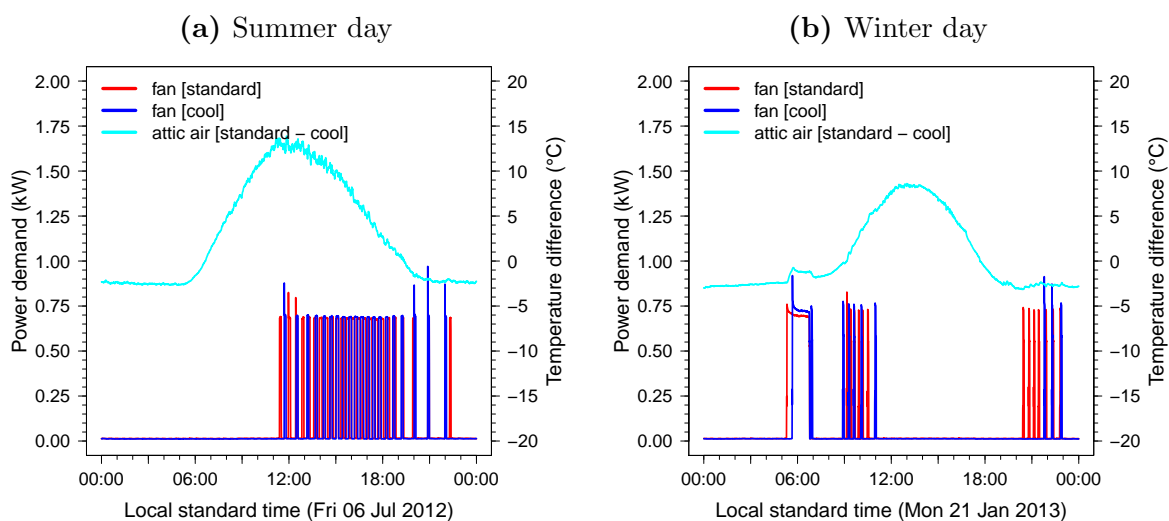 (a) Summer day
2.00
1.75
1.50
1.25
1.00
0.75
0.50
0.25
0.00
Power demand (kW)
fan [standard]
fan [cool]
attic air [standard − cool]
20
15
10
5
0
−5
−10
−15
−20
Temperature difference (°C)
00:00 06:00 12:00 18:00 00:00
Local standard time (Fri 06 Jul 2012)
(b) Winter day
2.00
1.75
1.50
1.25
1.00
0.75
0.50
0.25
0.00
Power demand (kW)
fan [standard]
fan [cool]
attic air [standard − cool]
20
15
10
5
0
−5
−10
−15
−20
Temperature difference (°C)
00:00 06:00 12:00 18:00 00:00
Local standard time (Mon 21 Jan 2013)